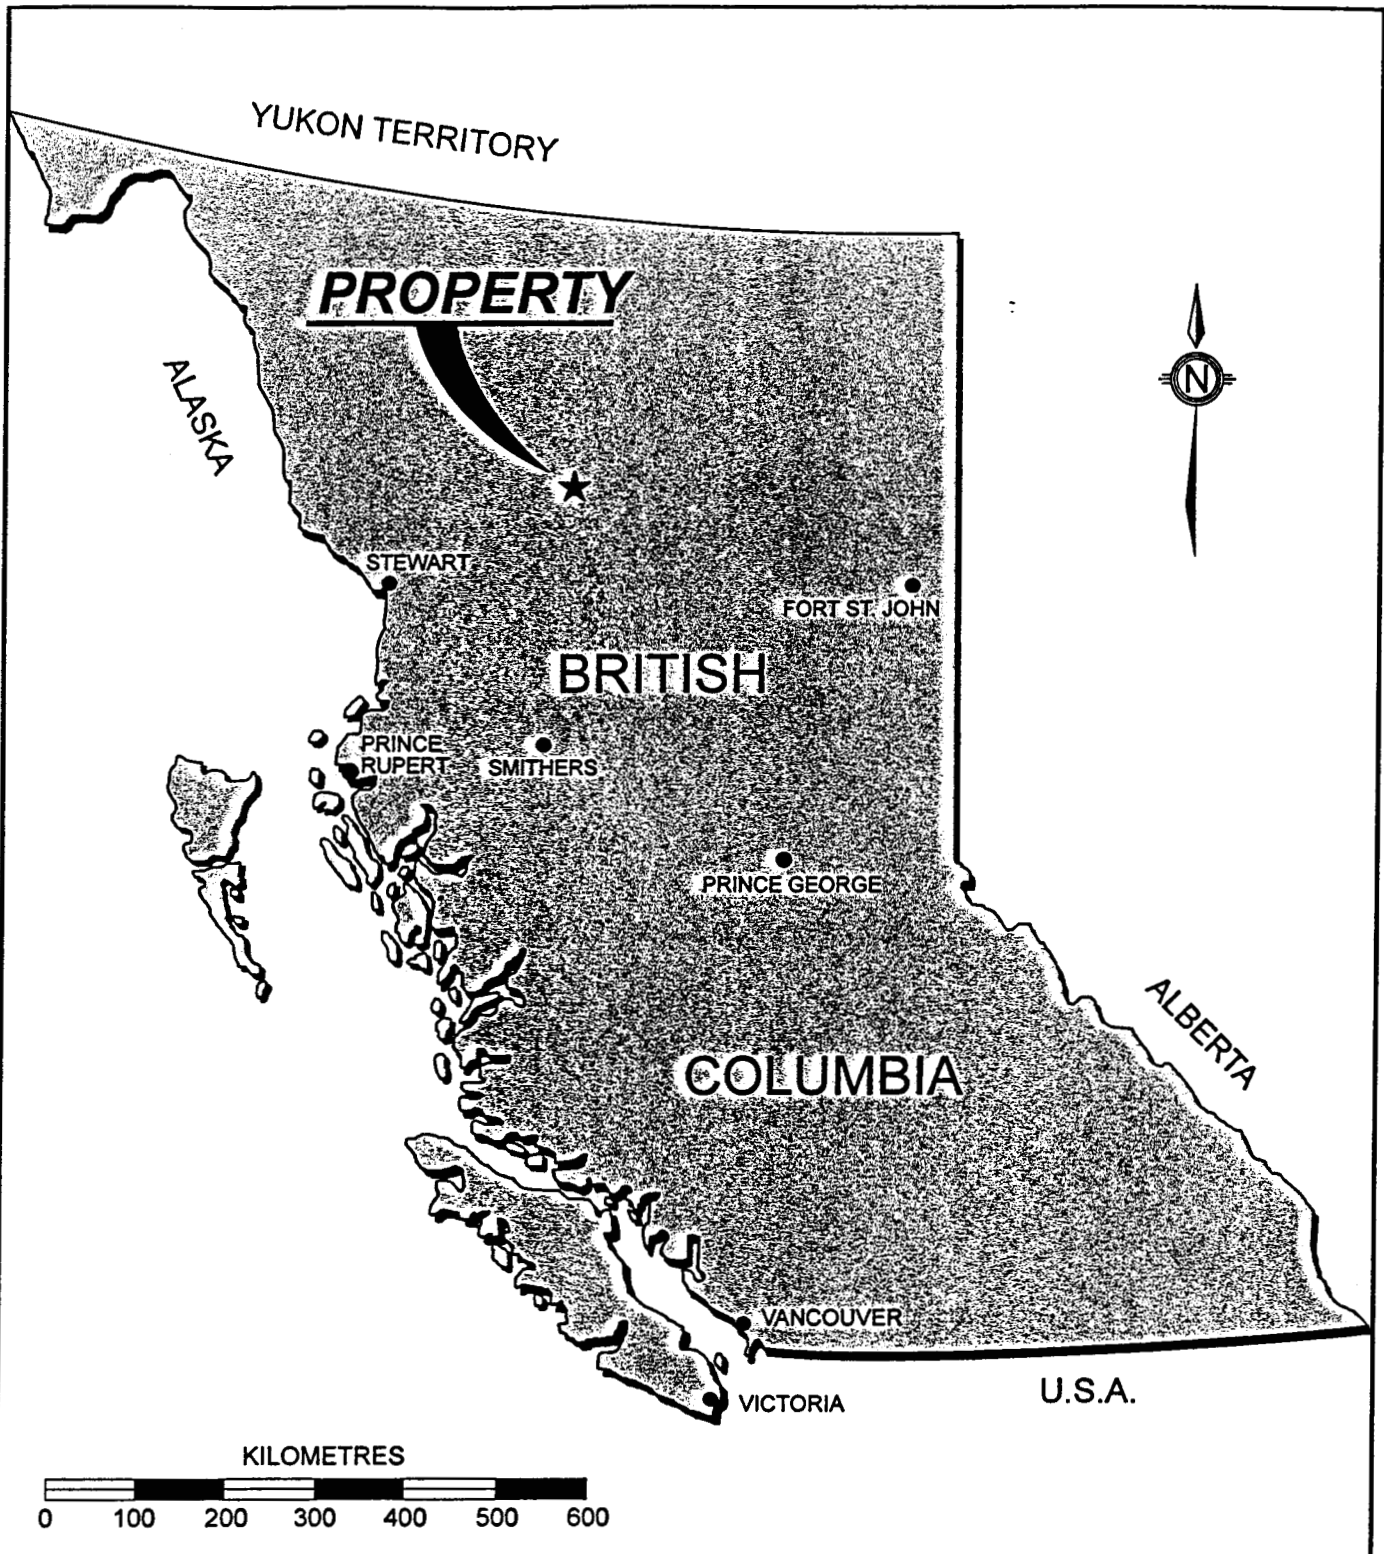 YUKON TERRITORY
PROPERTY
N
ALASKA
STEWART
FORT ST. JOHN
BRITISH
PRINCE
RUPERT
SMITHERS
PRINCE GEORGE
ALBERTA
COLUMBIA
VANCOUVER
U.S.A.
VICTORIA
KILOMETRES
0 100 200 300 400 500 600